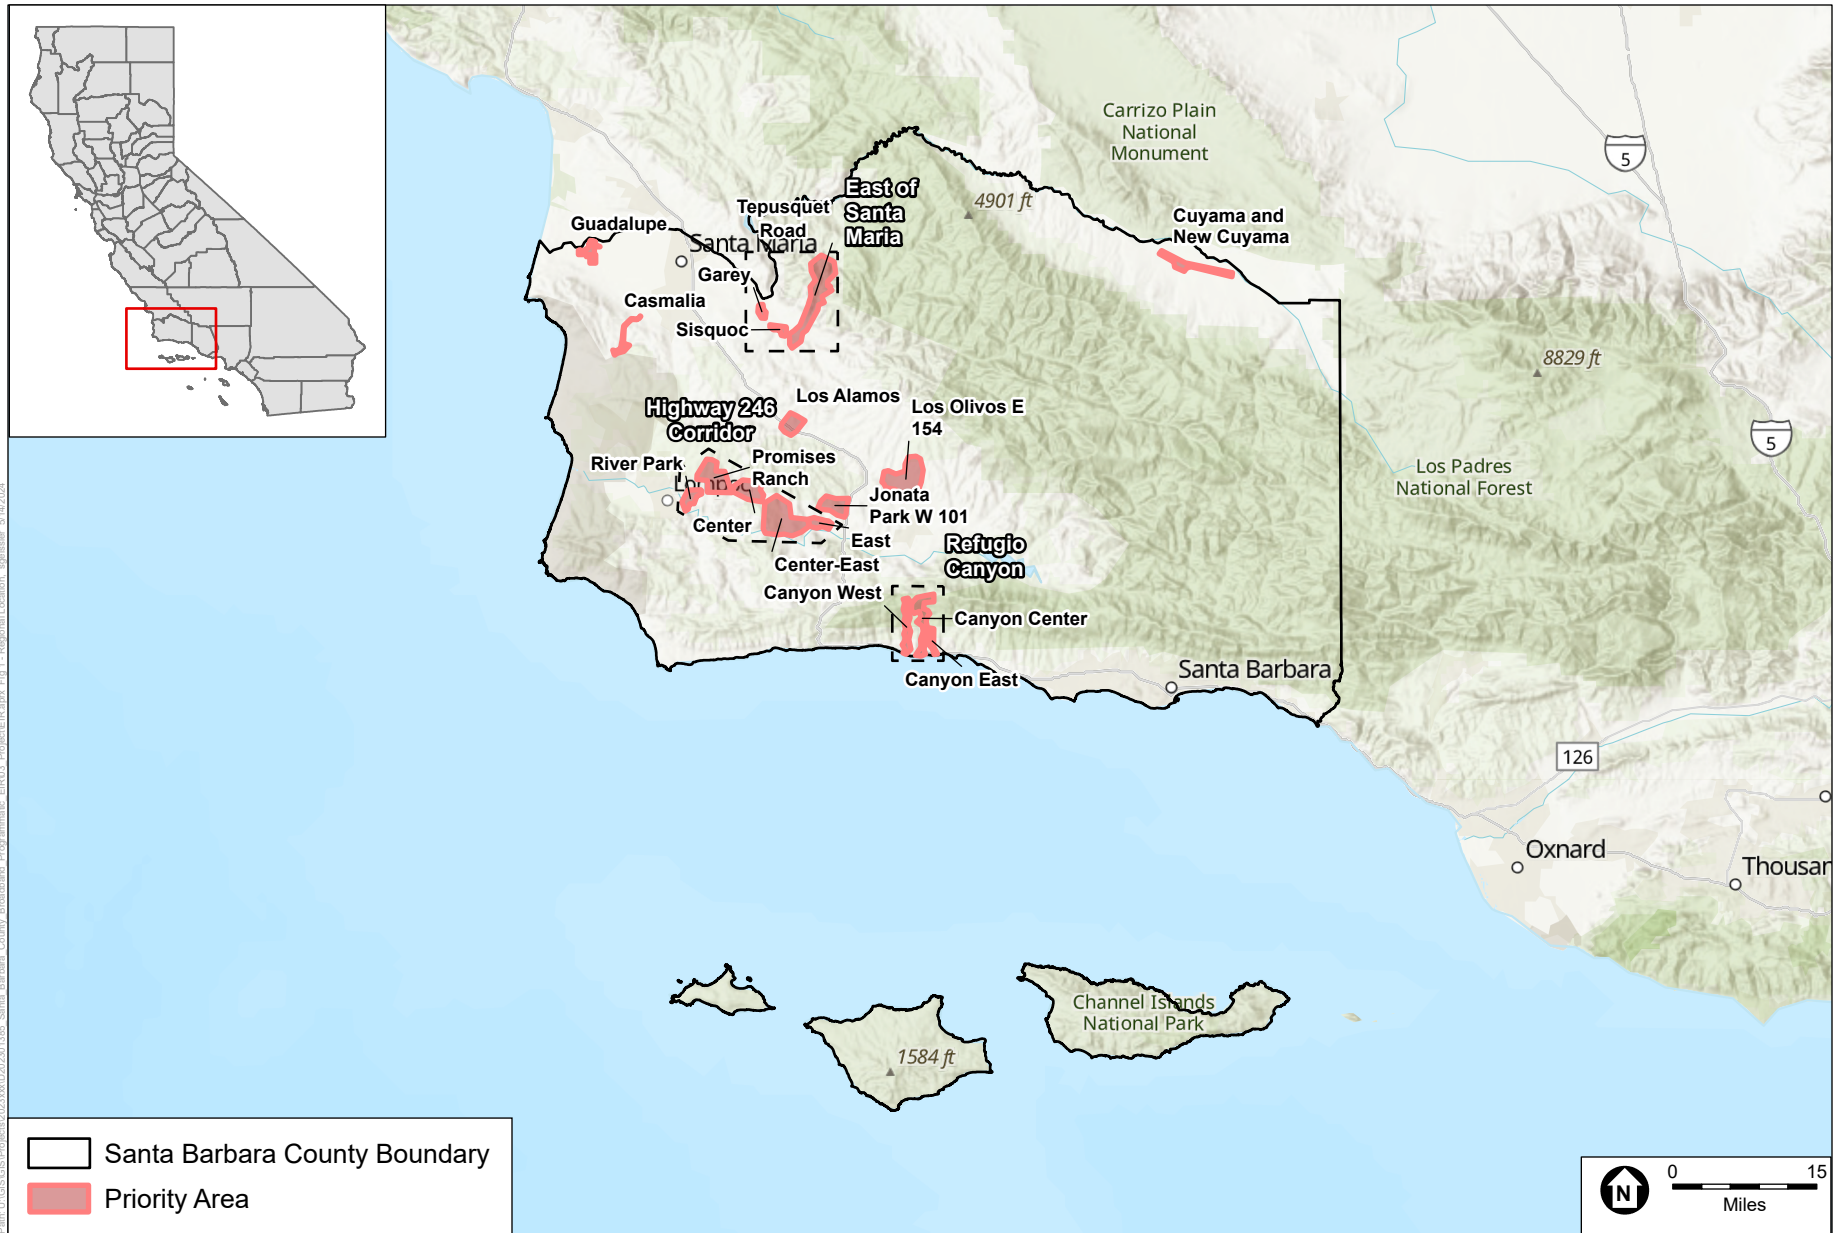 Carrizo Plain
National
Monument
5
4901 ft
East of
Santa
Maria
Tepusquet
Road
Guadalupe
Santa Maria
Cuyama and
New Cuyama
Garey
Casmalia
Sisquoc
8829 ft
Los Alamos
Los Olivos E
154
Highway 246
Corridor
5
Promises
Ranch
River Park
Lompoc
Los Padres
National Forest
Jonata
Park W 101
Center
East
Center-East
Refugio
Canyon
Canyon West
Canyon Center
Canyon East
Santa Barbara
126
Oxnard
Thousan
Channel Islands
National Park
1584 ft
Santa Barbara County Boundary
Priority Area
N
0 15
Miles